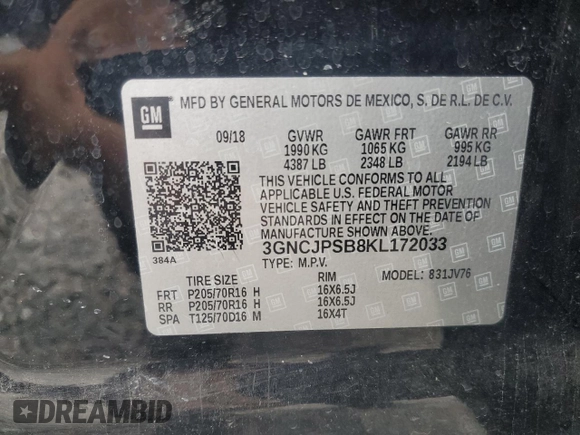 GM
MFD BY GENERAL MOTORS DE MEXICO, S. DE R.L. DE C.V.
09/18 GVWR GAWR FRT GAWR RR
1990 KG 1065 KG 995 KG
4387 LB 2348 LB 2194 LB
THIS VEHICLE CONFORMS TO ALL
APPLICABLE U.S. FEDERAL MOTOR
VEHICLE SAFETY AND THEFT PREVENTION
STANDARDS IN EFFECT ON THE DATE OF
MANUFACTURE SHOWN ABOVE.
3GNCJPSB8KL172033
384A
TYPE: M.P.V. MODEL: 831JV76
TIRE SIZE RIM
FRT P205/70R16 H 16X6.5J
RR P205/70R16 H 16X6.5J
SPA T125/70D16 M 16X4T
DREAMBID